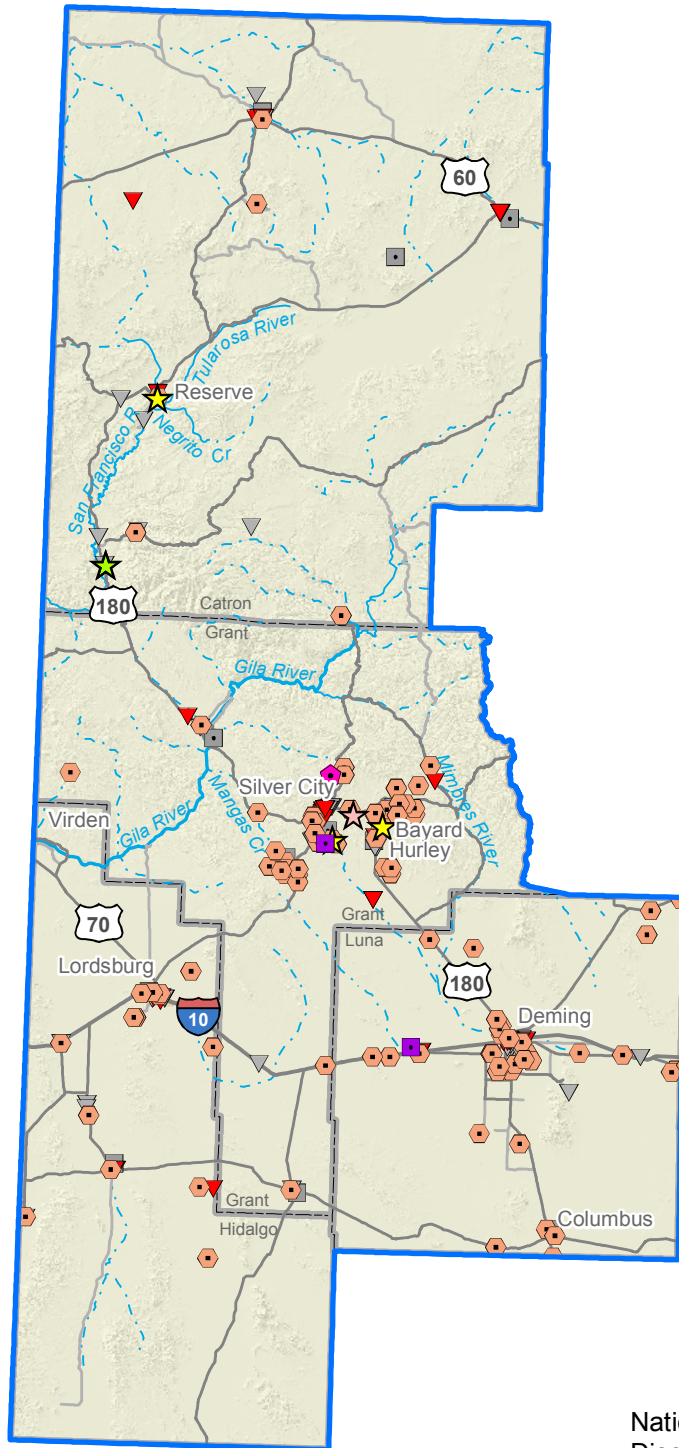 60
Tularosa River
Reserve
San Francisco R
Negrito Cr
180
Catron
Grant
Gila River
Silver City
Mimbres River
Virden
Gila River
Mangas Cr
Bayard
Hurley
Grant
Luna
70
180
Lordsburg
10
Deming
Grant
Hidalgo
Columbus